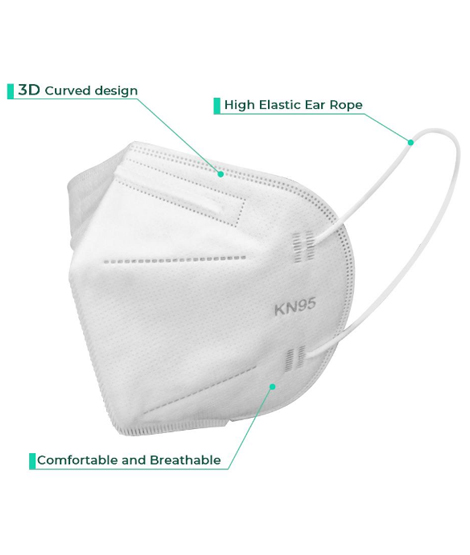 3D Curved design
High Elastic Ear Rope
KN95
Comfortable and Breathable